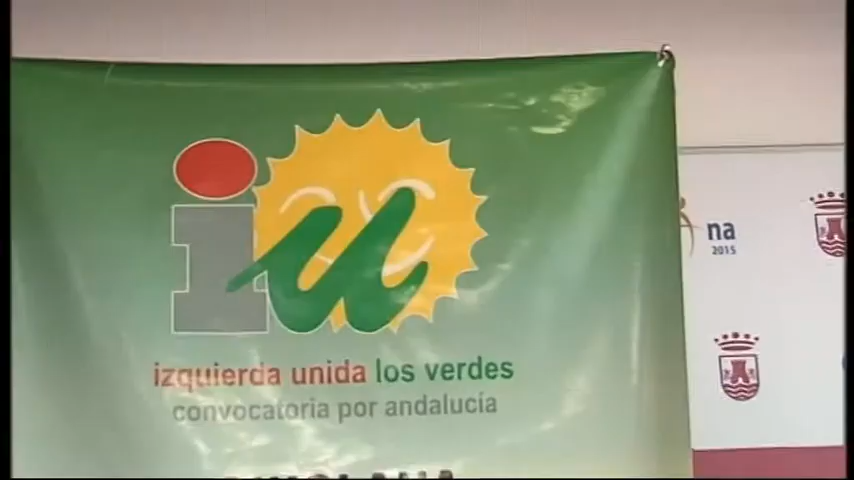 iu
izquierda unida los verdes
convocatoria por andalucía
na
2015